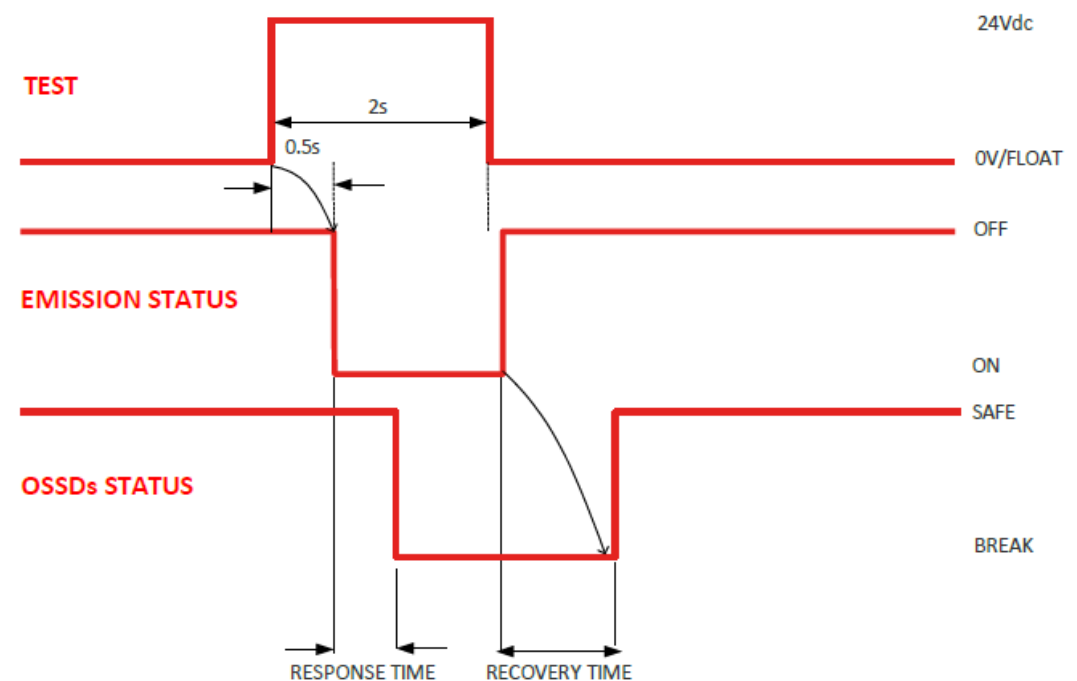 24Vdc
TEST
2s
0.5s
0V/FLOAT
OFF
EMISSION STATUS
ON
SAFE
OSSDs STATUS
BREAK
RESPONSE TIME
RECOVERY TIME